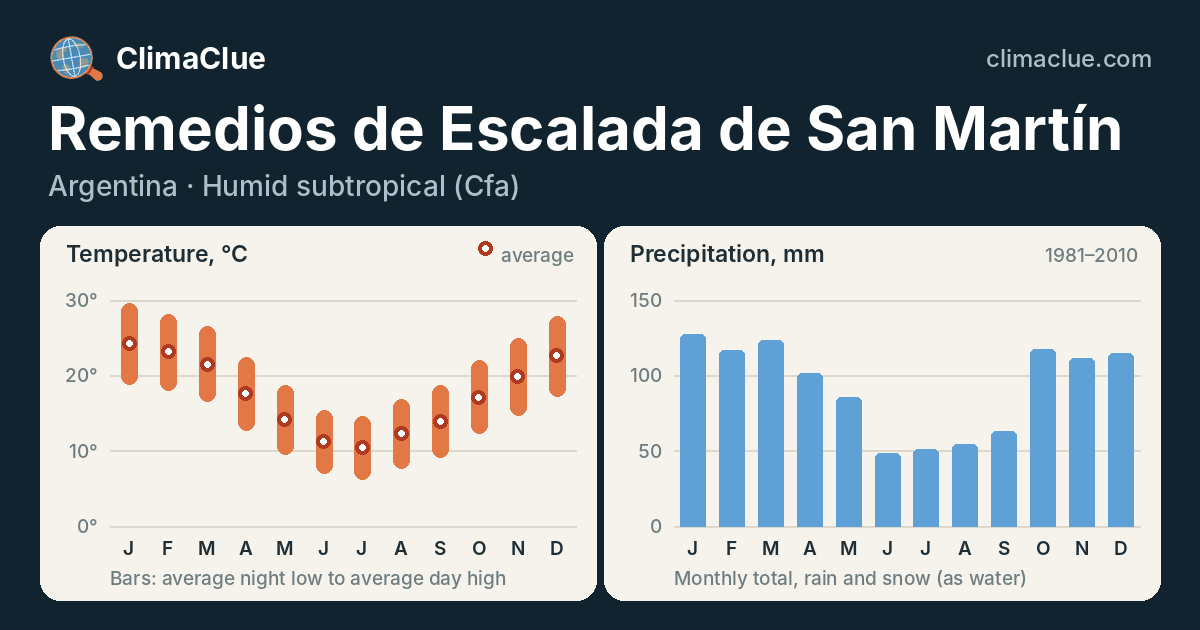 ClimaClue
climaclue.com
Remedios de Escalada de San Martín
Argentina · Humid subtropical (Cfa)
Temperature, °C
average
30°
20°
10°
0°
J F M A M J J A S O N D
Bars: average night low to average day high
Precipitation, mm
1981–2010
150
100
50
0
J F M A M J J A S O N D
Monthly total, rain and snow (as water)